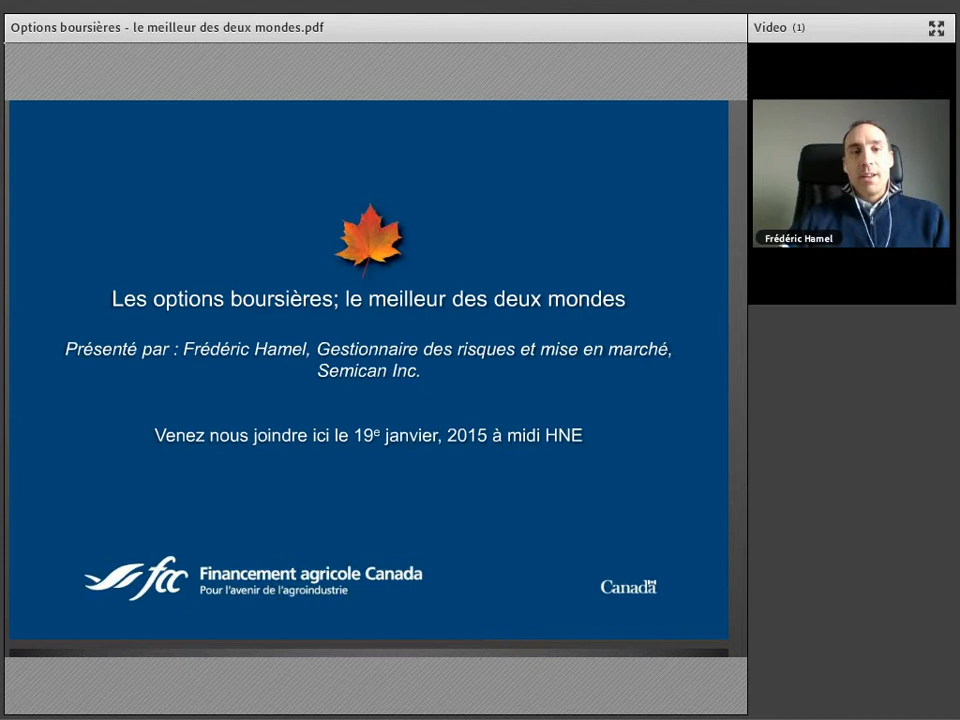 Options boursières - le meilleur des deux mondes.pdf
Video (1)
Frédéric Hamel
Les options boursières; le meilleur des deux mondes
Présenté par : Frédéric Hamel, Gestionnaire des risques et mise en marché,
Semican Inc.
Venez nous joindre ici le 19e janvier, 2015 à midi HNE
fcc Financement agricole Canada
Pour l'avenir de l'agroindustrie
Canada